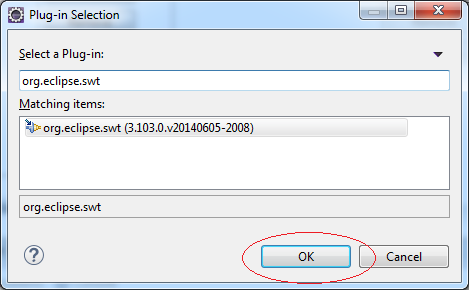 Plug-in Selection
Select a Plug-in:
org.eclipse.swt
Matching items:
org.eclipse.swt (3.103.0.v20140605-2008)
org.eclipse.swt
?
OK
Cancel